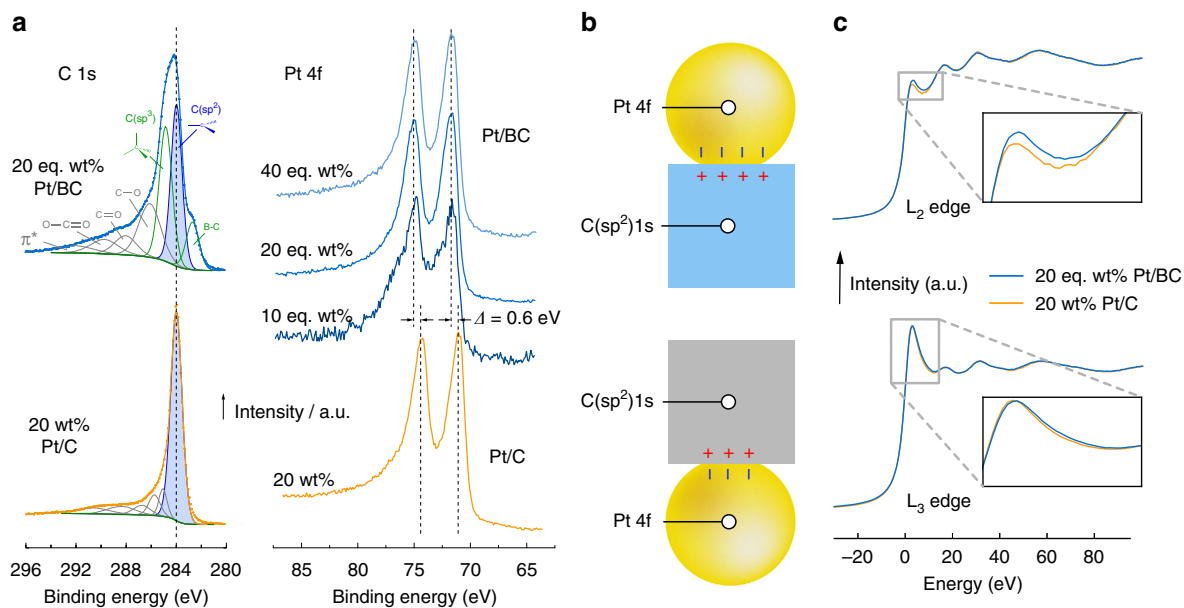 a
C 1s
C(sp³)
C(sp²)
20 eq. wt%
Pt/BC
C–O
C=O
O–C=O
π*
B-C
20 wt%
Pt/C
296 292 288 284 280
Binding energy (eV)
Pt 4f
Pt/BC
40 eq. wt%
20 eq. wt%
10 eq. wt%
Δ = 0.6 eV
Intensity / a.u.
Pt/C
20 wt%
85 80 75 70 65
Binding energy (eV)
b
Pt 4f
– – – –
+ + + +
C(sp²)1s
C(sp²)1s
+ + +
– – –
Pt 4f
c
L₂ edge
Intensity (a.u.)
20 eq. wt% Pt/BC
20 wt% Pt/C
L₃ edge
–20 0 20 40 60 80
Energy (eV)